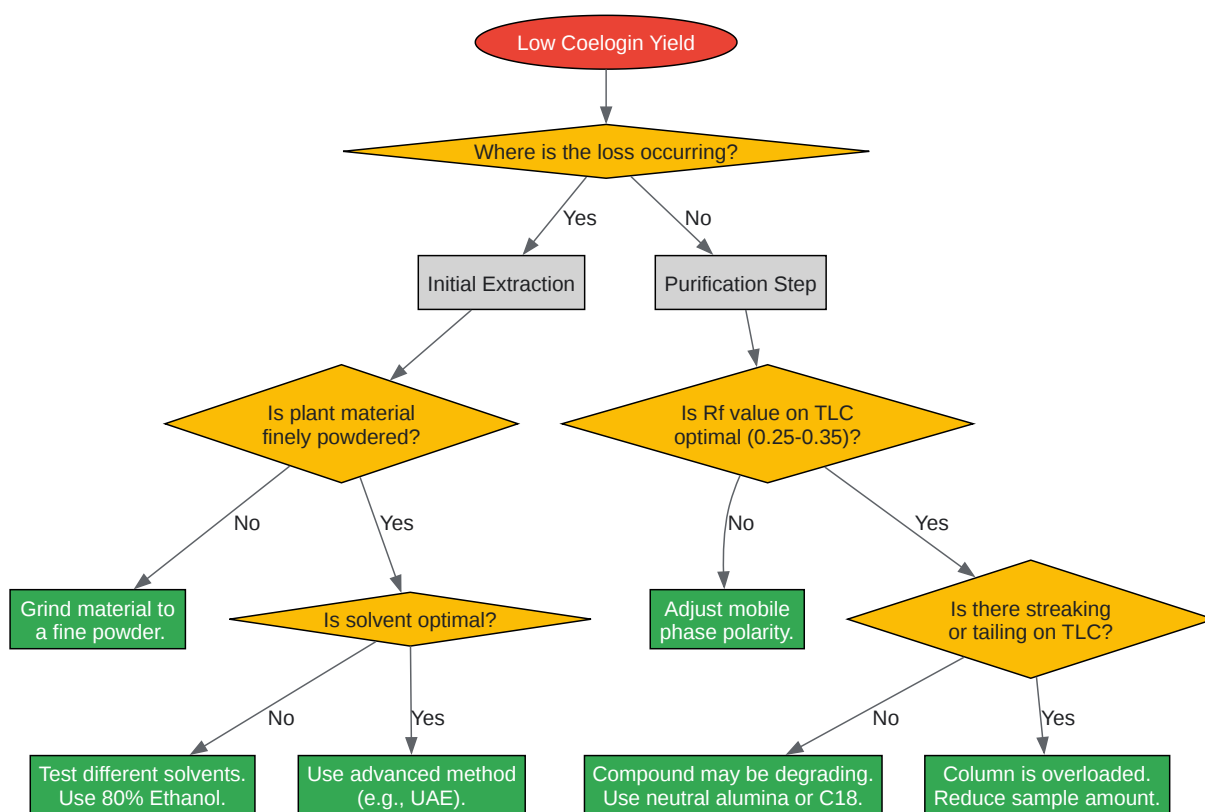 Low Coelogin Yield
Where is the loss occurring?
Yes
No
Initial Extraction
Purification Step
Is plant material
finely powdered?
Is Rf value on TLC
optimal (0.25-0.35)?
No
Yes
No
Yes
Grind material to
a fine powder.
Is solvent optimal?
Adjust mobile
phase polarity.
Is there streaking
or tailing on TLC?
No
Yes
No
Yes
Test different solvents.
Use 80% Ethanol.
Use advanced method
(e.g., UAE).
Compound may be degrading.
Use neutral alumina or C18.
Column is overloaded.
Reduce sample amount.